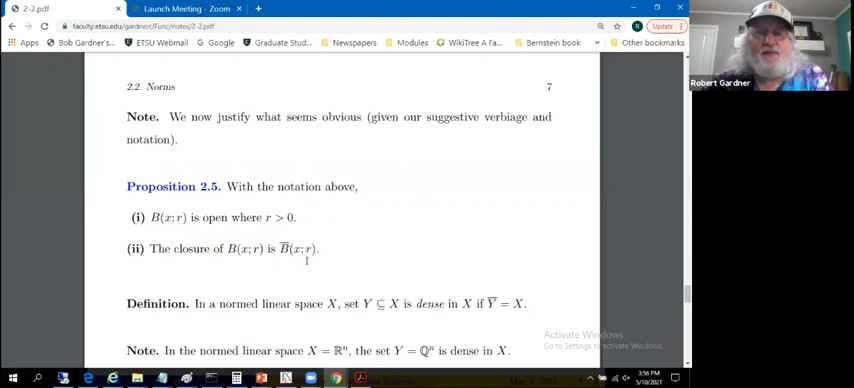 2-2.pdf
Launch Meeting - Zoom
faculty.etsu.edu/gardnerr/Func/notes/2-2.pdf
Update
Apps
Bob Gardner's...
ETSU Webmail
Google
Graduate Stud...
Newspapers
Modules
WikiTree A Fa...
Bernstein book
Other bookmarks
Robert Gardner
2.2. Norms
7
Note. We now justify what seems obvious (given our suggestive verbiage and
notation).
Proposition 2.5. With the notation above,
(i) B(x; r) is open where r > 0.
(ii) The closure of B(x; r) is B̅(x; r).
Definition. In a normed linear space X, set Y ⊆ X is dense in X if Y̅ = X.
Note. In the normed linear space X = ℝⁿ, the set Y = ℚⁿ is dense in X.
Activate Windows
Go to Settings to activate Windows.
3:56 PM
5/10/2021